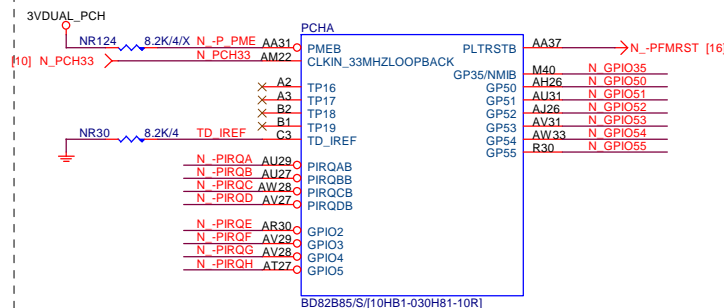 3VDUAL_PCH
PCHA
NR124 8.2K/4/X N_-P_PME AA31 PMEB PLTRSTB AA37 N_-PFMRST [16]
[10] N_PCH33 N_PCH33 AM22 CLKIN_33MHZLOOPBACK
GP35/NMIB M40 N_GPIO35
A2 TP16 GP50 AH26 N_GPIO50
A3 TP17 GP51 AU31 N_GPIO51
B2 TP18 GP52 AJ26 N_GPIO52
B1 TP19 GP53 AV31 N_GPIO53
NR30 8.2K/4 TD_IREF C3 TD_IREF GP54 AW33 N_GPIO54
GP55 R30 N_GPIO55
N_-PIRQA AU29 PIRQAB
N_-PIRQB AU27 PIRQBB
N_-PIRQC AW28 PIRQCB
N_-PIRQD AV27 PIRQDB
N_-PIRQE AR30 GPIO2
N_-PIRQF AV29 GPIO3
N_-PIRQG AV28 GPIO4
N_-PIRQH AT27 GPIO5
BD82B85/S/[10HB1-030H81-10R]